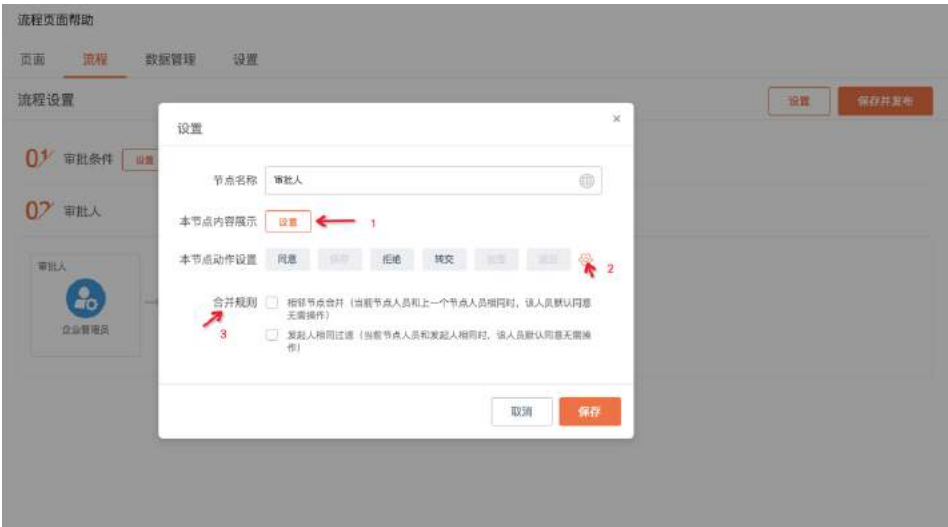 流程页面帮助
页面 流程 数据管理 设置
流程设置
设置 保存并发布
01 审批条件 设置
02 审批人
审批人
企业管理员
设置
×
节点名称 审批人
本节点内容展示 设置 1
本节点动作设置 同意 保存 拒绝 转交 退回
2
合并规则 相邻节点合并（当前节点人员和上一个节点人员相同时，该人员默认同意
无需操作）
3
发起人相同过滤（当前节点人员和发起人相同时，该人员默认同意无需操
作）
取消 保存